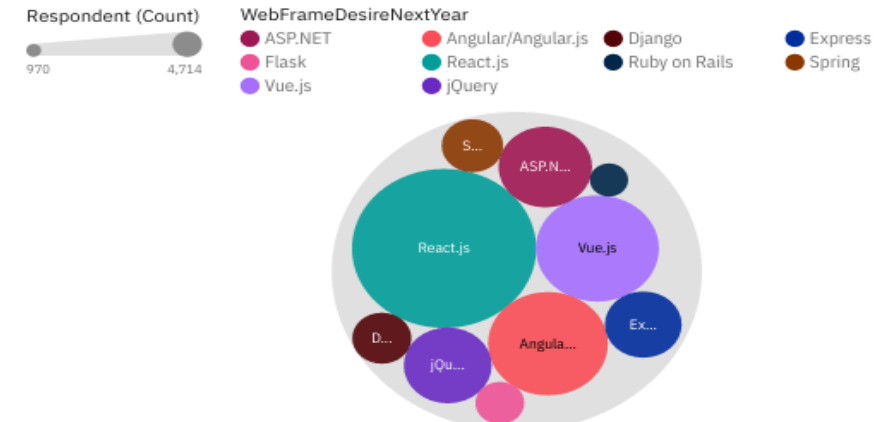 Respondent (Count)
970 4,714
WebFrameDesireNextYear
ASP.NET Angular/Angular.js Django Express
Flask React.js Ruby on Rails Spring
Vue.js jQuery
S...
ASP.N...
React.js
Vue.js
Ex...
D...
Angula...
jQu...